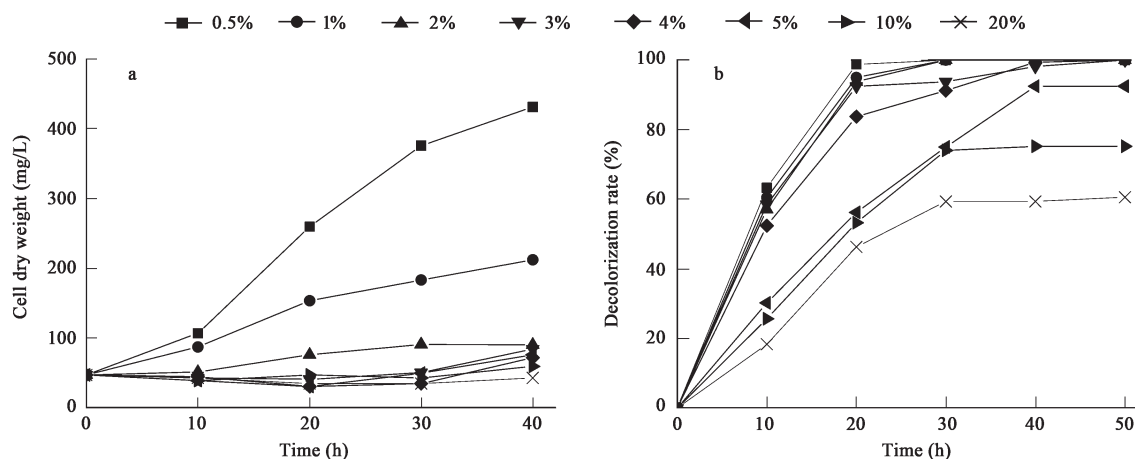 0.5% 1% 2% 3% 4% 5% 10% 20%
a
Cell dry weight (mg/L)
500
400
300
200
100
0
0 10 20 30 40
Time (h)
b
Decolorization rate (%)
100
80
60
40
20
0
0 10 20 30 40 50
Time (h)